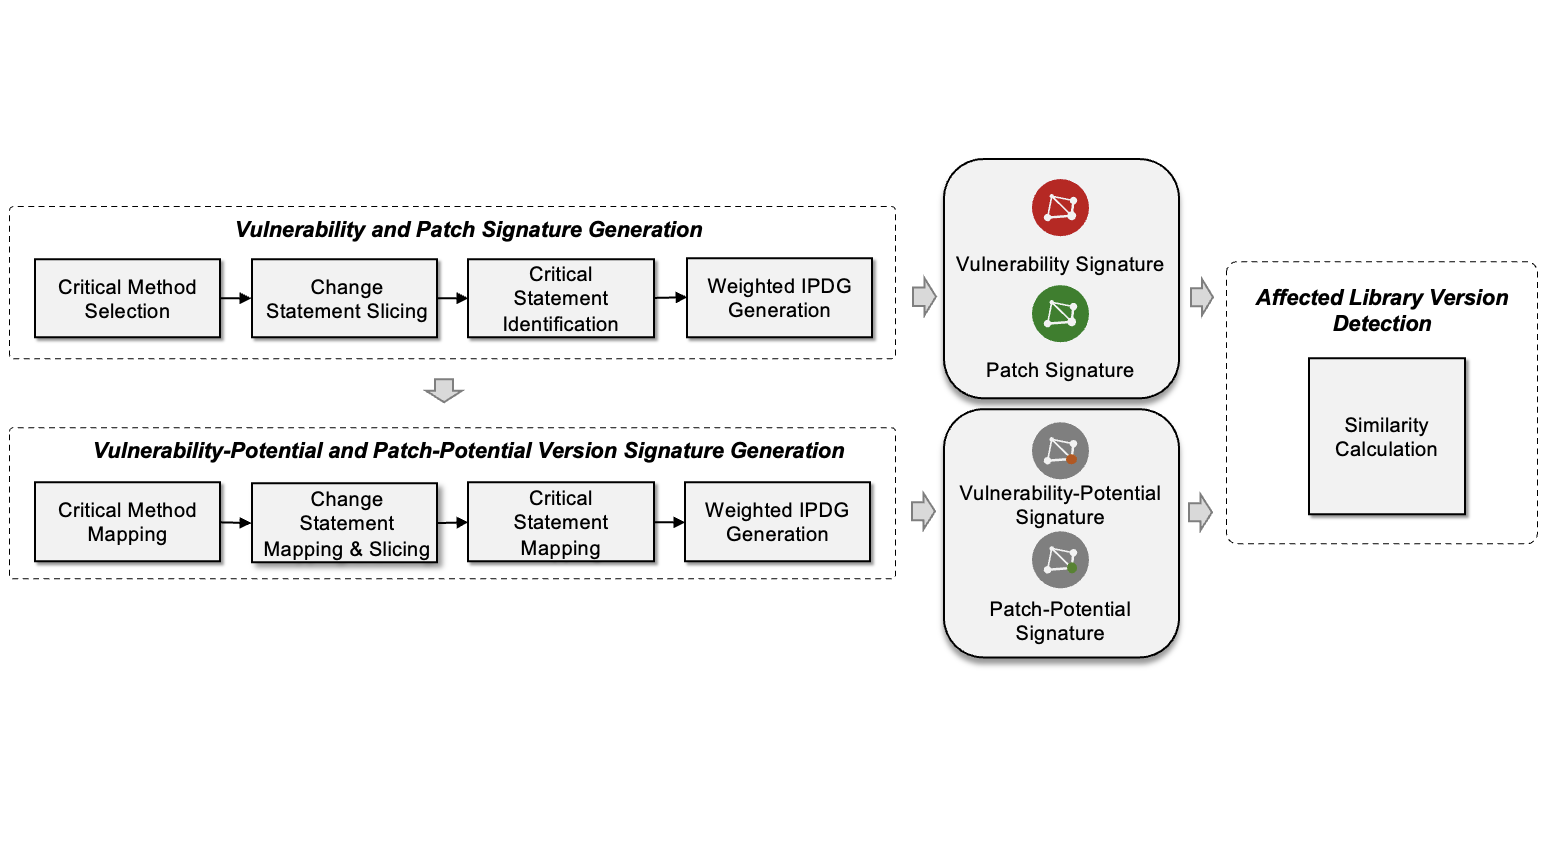 Vulnerability and Patch Signature Generation
Critical Method
Selection
Change
Statement Slicing
Critical
Statement
Identification
Weighted IPDG
Generation
Vulnerability-Potential and Patch-Potential Version Signature Generation
Critical Method
Mapping
Change
Statement
Mapping & Slicing
Critical
Statement
Mapping
Weighted IPDG
Generation
Vulnerability Signature
Patch Signature
Vulnerability-Potential
Signature
Patch-Potential
Signature
Affected Library Version
Detection
Similarity
Calculation